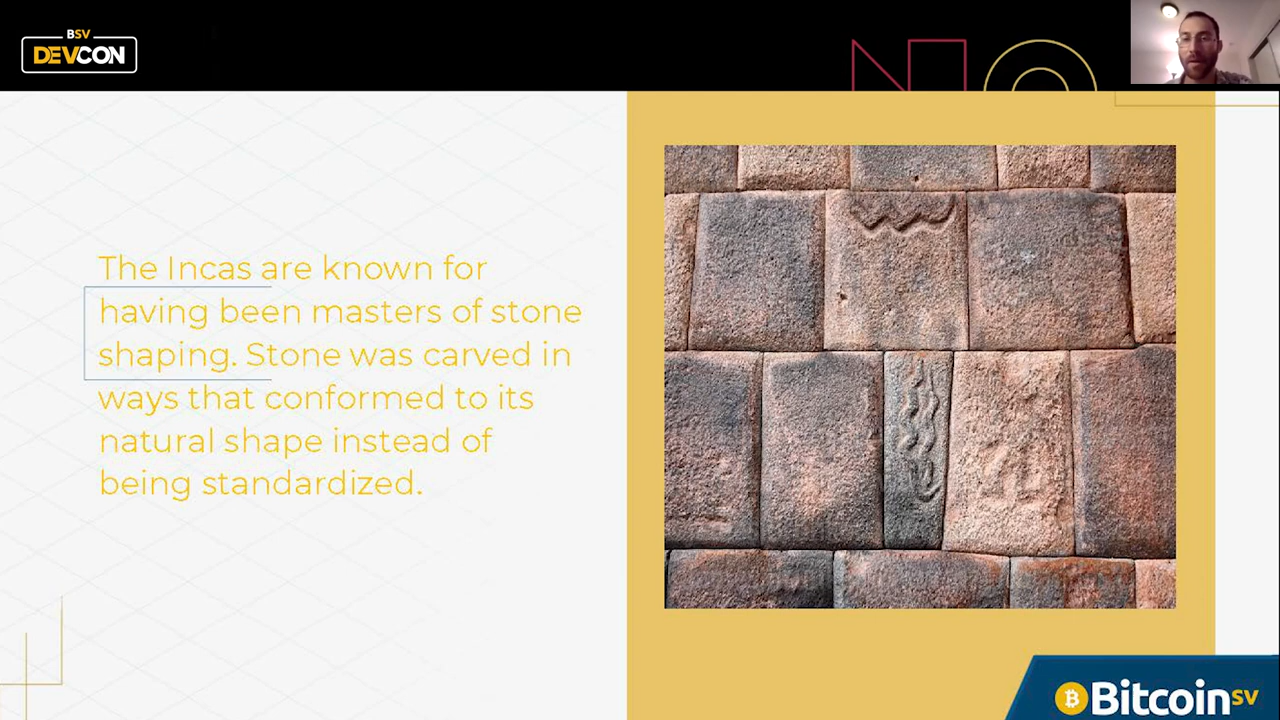 BSV
DEVCON
The Incas are known for
having been masters of stone
shaping. Stone was carved in
ways that conformed to its
natural shape instead of
being standardized.
BitcoinSV